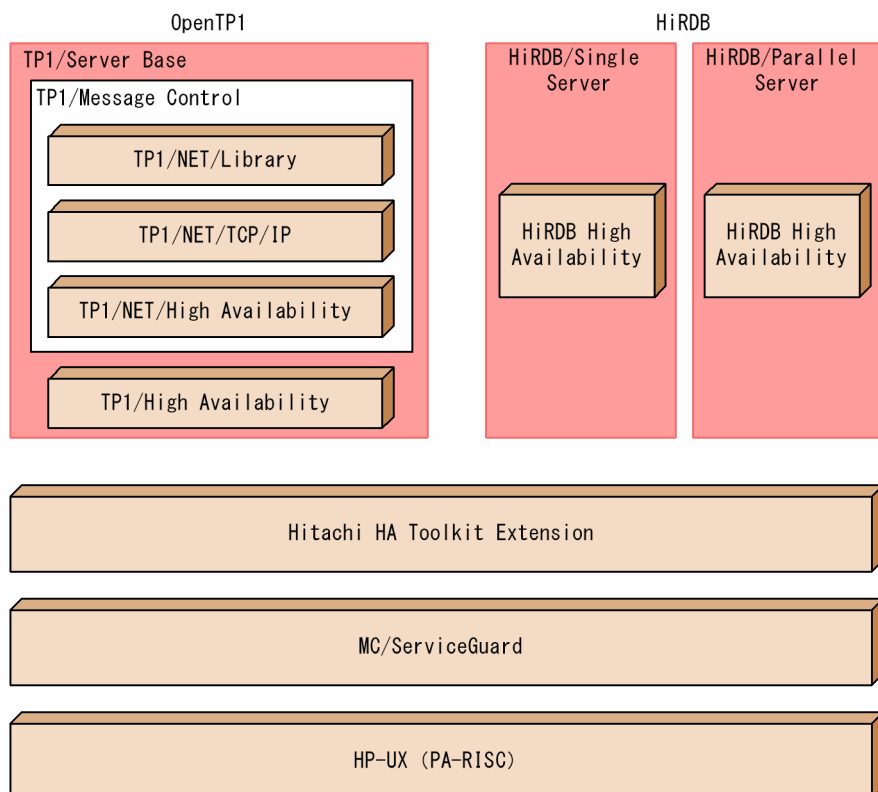 OpenTP1
TP1/Server Base
TP1/Message Control
TP1/NET/Library
TP1/NET/TCP/IP
TP1/NET/High Availability
TP1/High Availability
HiRDB
HiRDB/Single
Server
HiRDB High
Availability
HiRDB/Parallel
Server
HiRDB High
Availability
Hitachi HA Toolkit Extension
MC/ServiceGuard
HP-UX (PA-RISC)